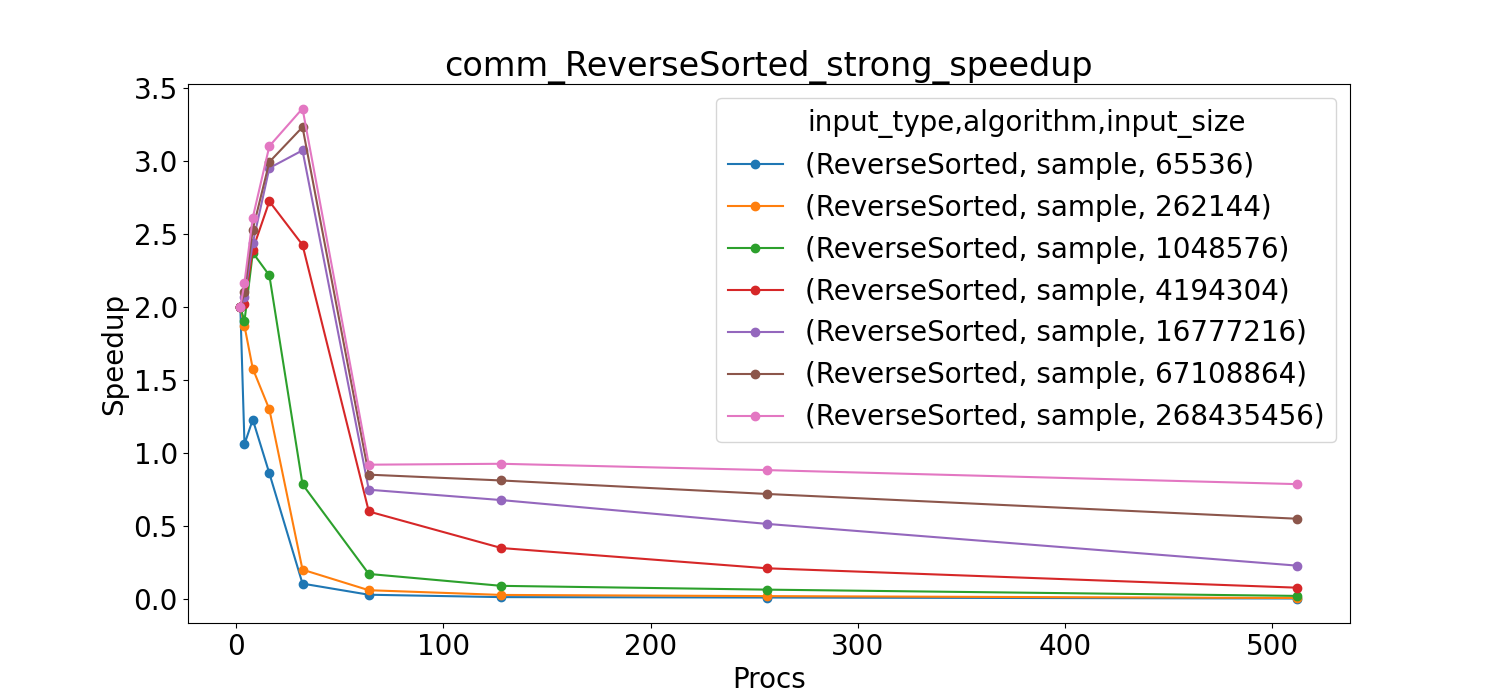 comm_ReverseSorted_strong_speedup
3.5
3.0
2.5
2.0
1.5
1.0
0.5
0.0
Speedup
input_type,algorithm,input_size
(ReverseSorted, sample, 65536)
(ReverseSorted, sample, 262144)
(ReverseSorted, sample, 1048576)
(ReverseSorted, sample, 4194304)
(ReverseSorted, sample, 16777216)
(ReverseSorted, sample, 67108864)
(ReverseSorted, sample, 268435456)
0 100 200 300 400 500
Procs